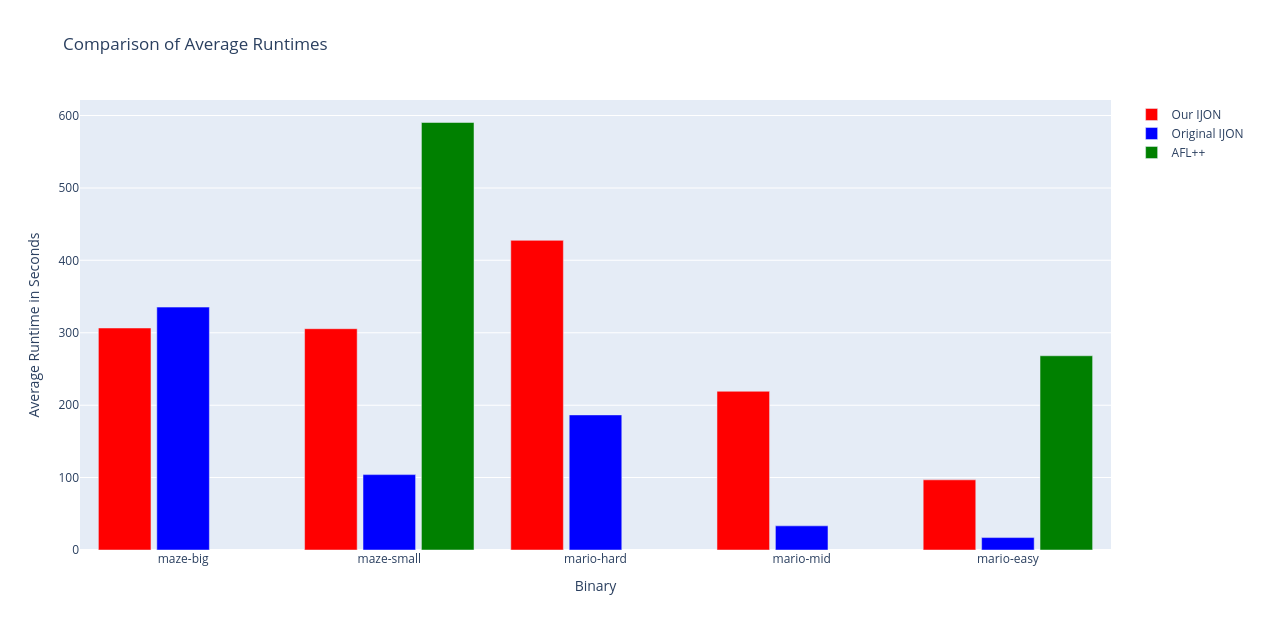 Comparison of Average Runtimes
Our IJON
Original IJON
AFL++
Average Runtime in Seconds
600
500
400
300
200
100
0
maze-big
maze-small
mario-hard
mario-mid
mario-easy
Binary